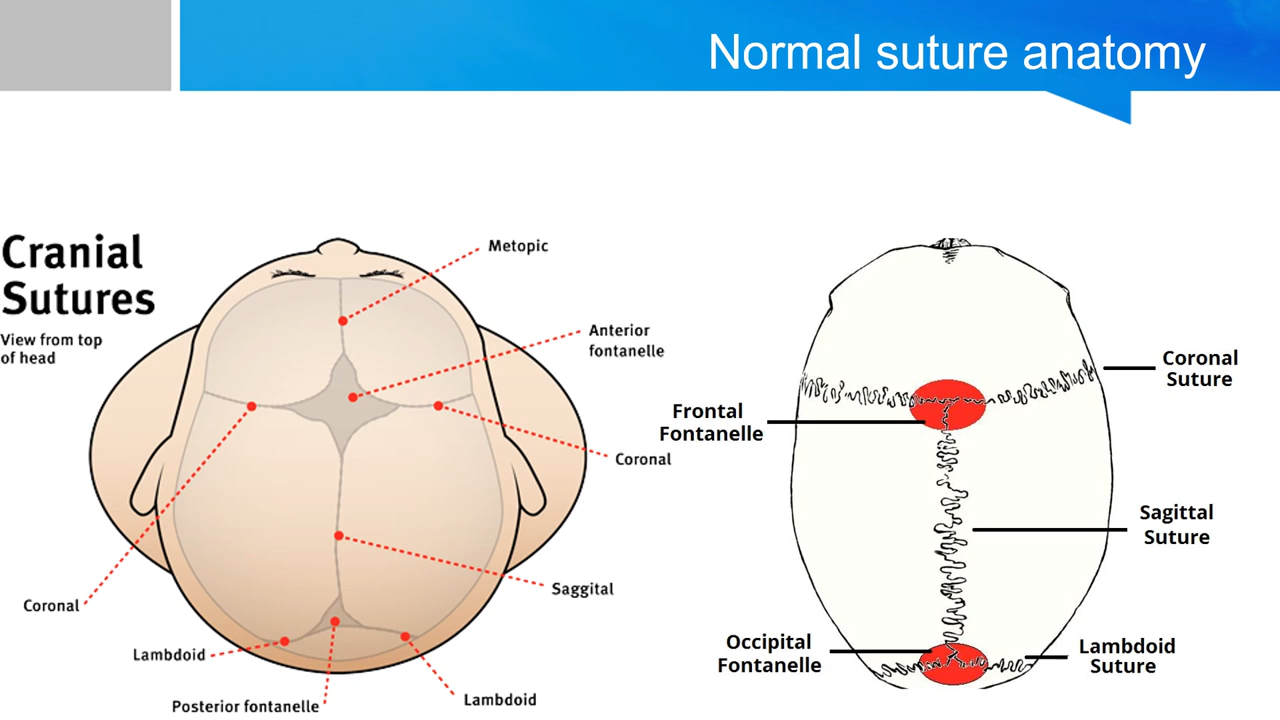 Normal suture anatomy
Cranial
Sutures
View from top
of head
Metopic
Anterior
fontanelle
Coronal
Saggital
Coronal
Lambdoid
Posterior fontanelle
Lambdoid
Coronal
Suture
Frontal
Fontanelle
Sagittal
Suture
Occipital
Fontanelle
Lambdoid
Suture